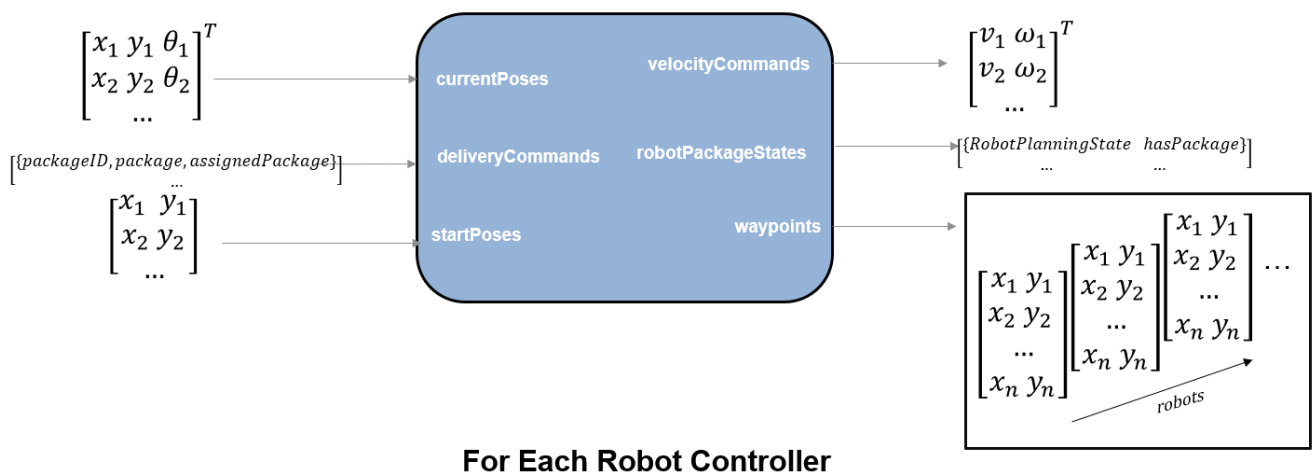 [x₁ y₁ θ₁
x₂ y₂ θ₂
...]ᵀ
currentPoses
velocityCommands
[v₁ ω₁
v₂ ω₂
...]ᵀ
[{packageID, package, assignedPackage}
...]
deliveryCommands
robotPackageStates
[{RobotPlanningState hasPackage}
... ...]
[x₁ y₁
x₂ y₂
...]
startPoses
waypoints
[x₁ y₁
x₂ y₂
...
xₙ yₙ]
[x₁ y₁
x₂ y₂
...
xₙ yₙ]
[x₁ y₁
x₂ y₂
...
xₙ yₙ]
...
robots
For Each Robot Controller